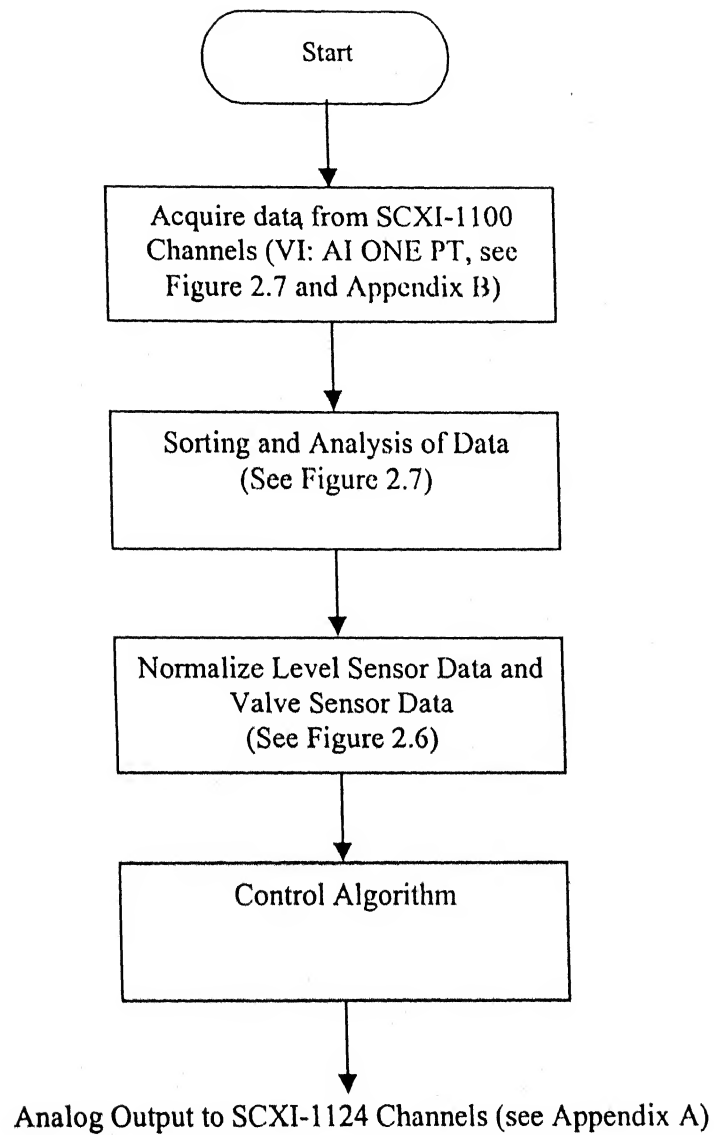 Start
Acquire data from SCXI-1100
Channels (VI: AI ONE PT, see
Figure 2.7 and Appendix B)
Sorting and Analysis of Data
(See Figure 2.7)
Normalize Level Sensor Data and
Valve Sensor Data
(See Figure 2.6)
Control Algorithm
Analog Output to SCXI-1124 Channels (see Appendix A)